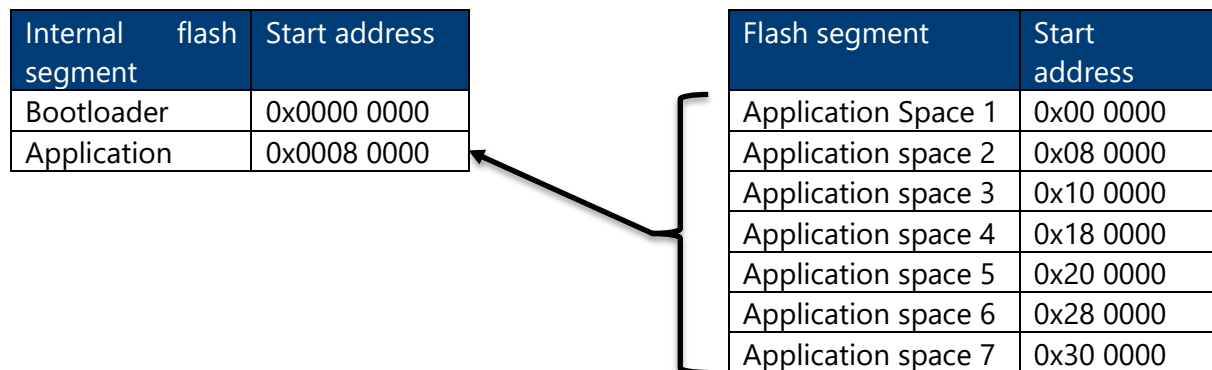 Internal flash segment | Start address
Bootloader | 0x0000 0000
Application | 0x0008 0000
Flash segment | Start address
Application Space 1 | 0x00 0000
Application space 2 | 0x08 0000
Application space 3 | 0x10 0000
Application space 4 | 0x18 0000
Application space 5 | 0x20 0000
Application space 6 | 0x28 0000
Application space 7 | 0x30 0000